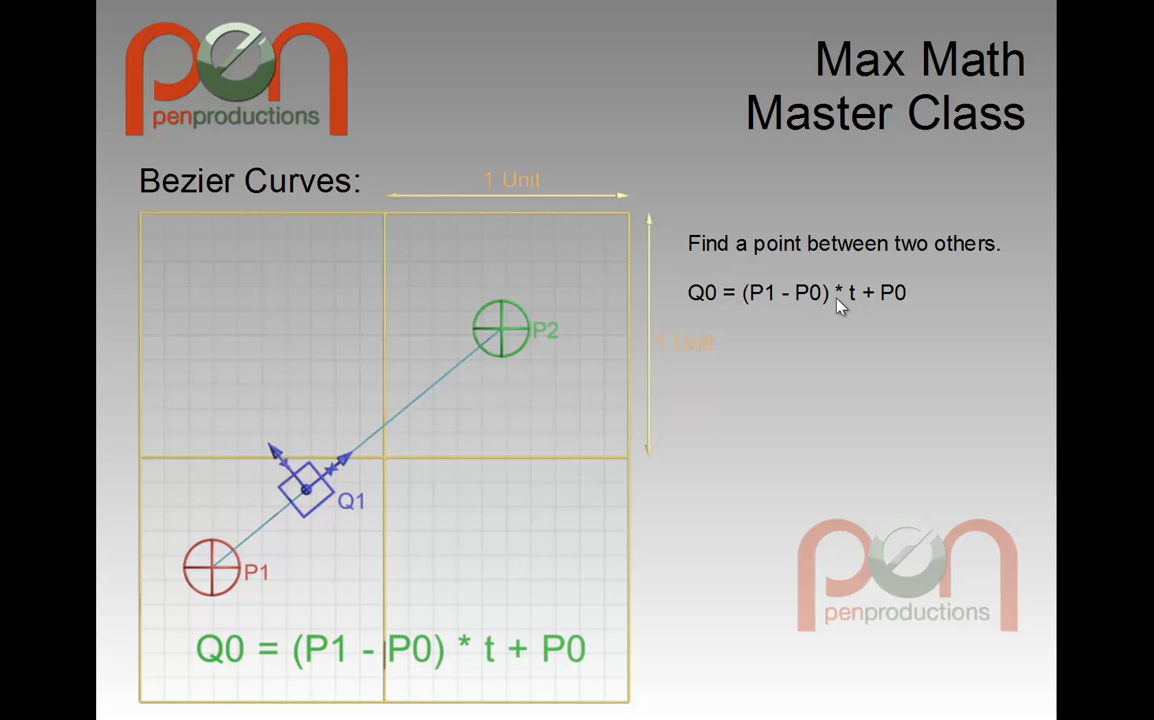 pen
penproductions
Max Math
Master Class
Bezier Curves:
1 Unit
Find a point between two others.
Q0 = (P1 - P0) * t + P0
P2
1 Unit
Q1
P1
pen
penproductions
Q0 = (P1 - P0) * t + P0